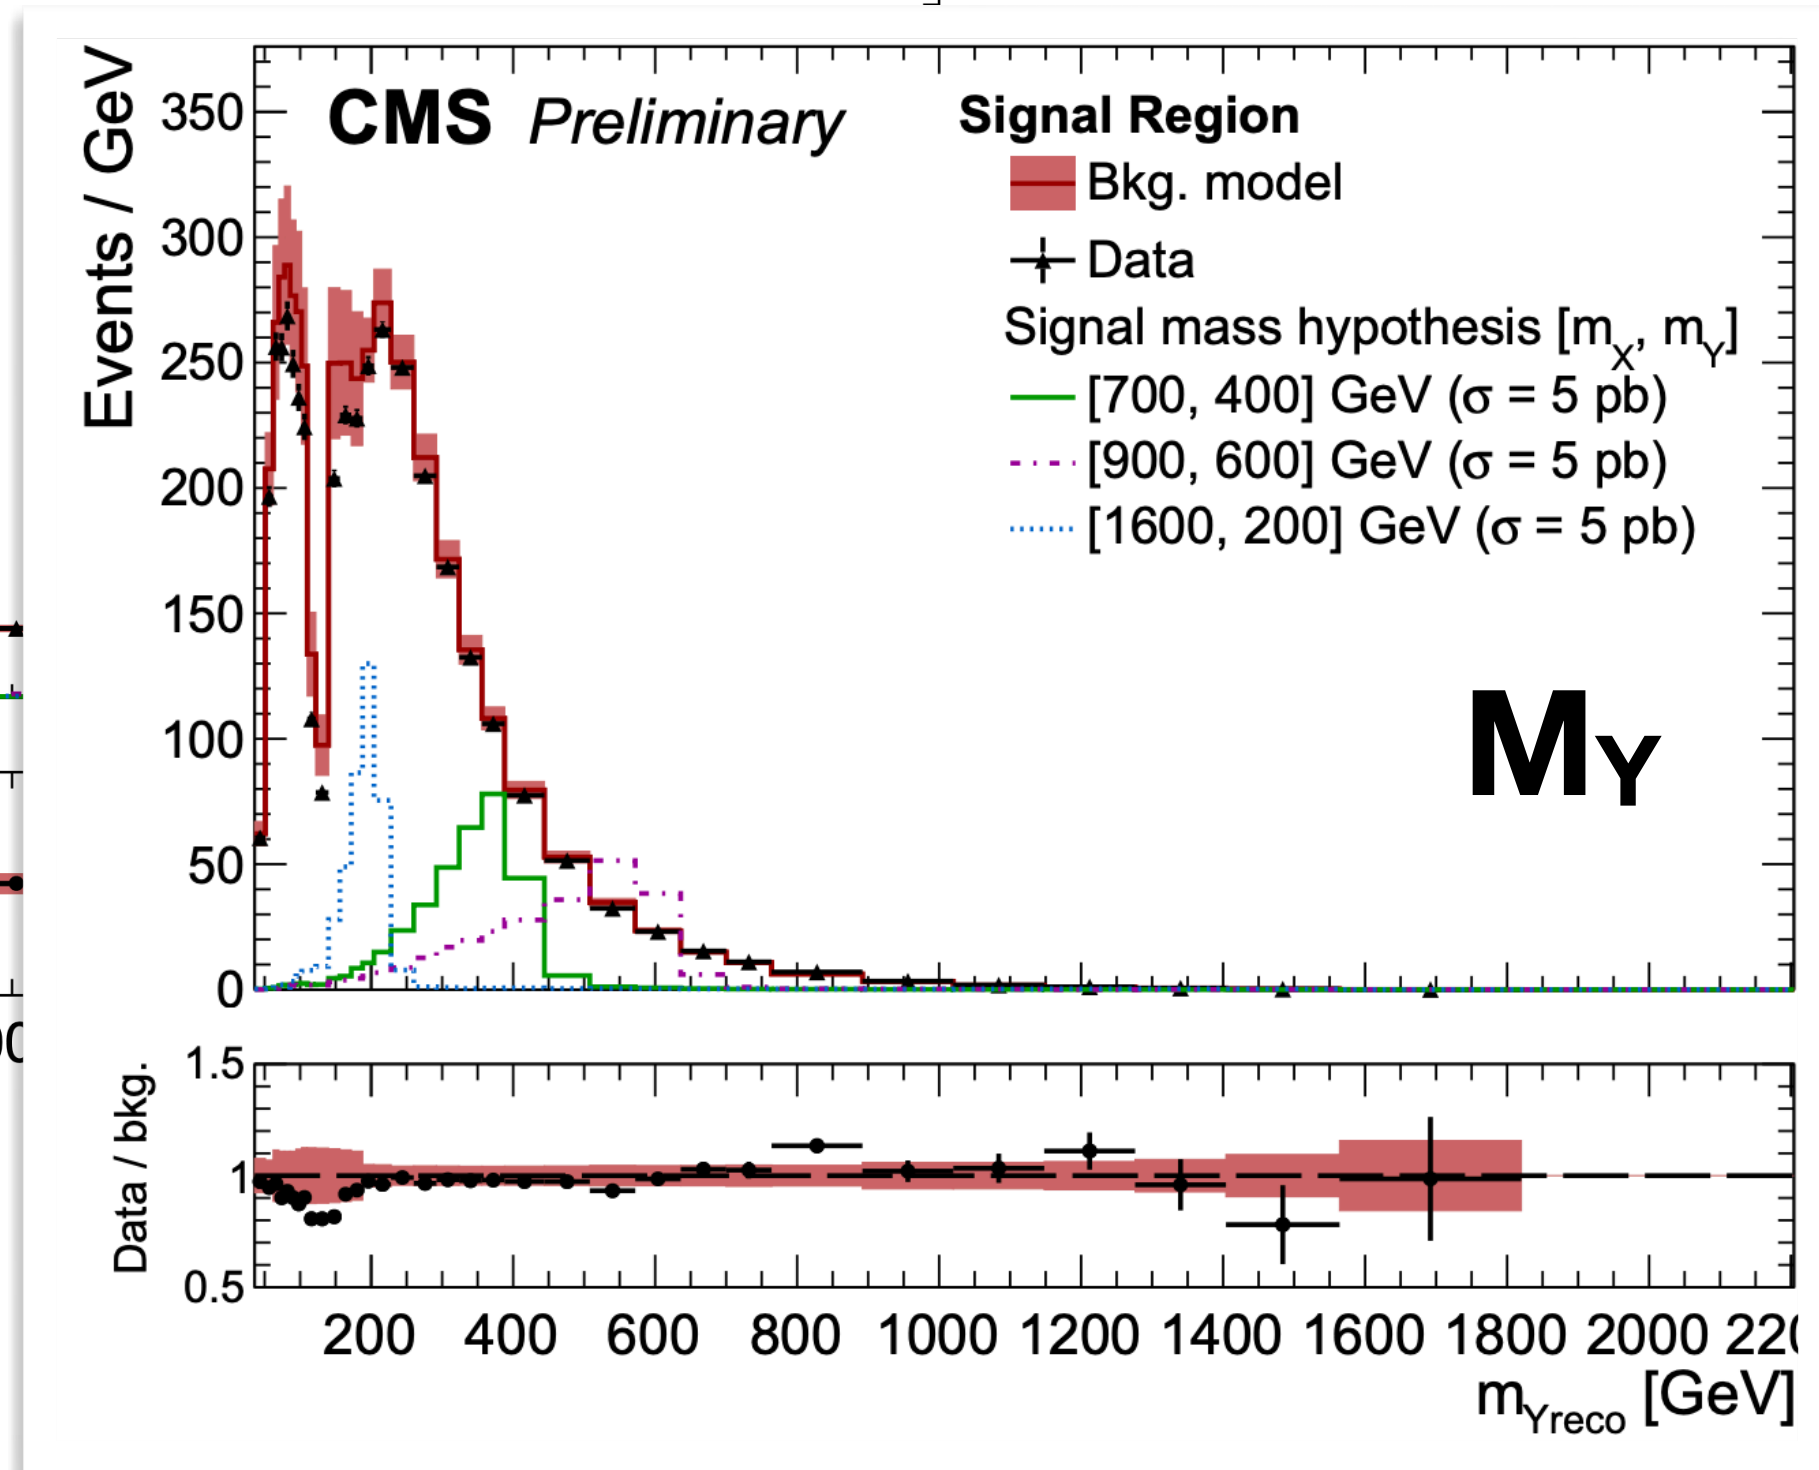 CMS Preliminary
Signal Region
Bkg. model
Data
Signal mass hypothesis [mX, mY]
[700, 400] GeV (σ = 5 pb)
[900, 600] GeV (σ = 5 pb)
[1600, 200] GeV (σ = 5 pb)
MY
Events / GeV
350
300
250
200
150
100
50
0
Data / bkg.
1.5
1
0.5
200 400 600 800 1000 1200 1400 1600 1800 2000
mYreco [GeV]